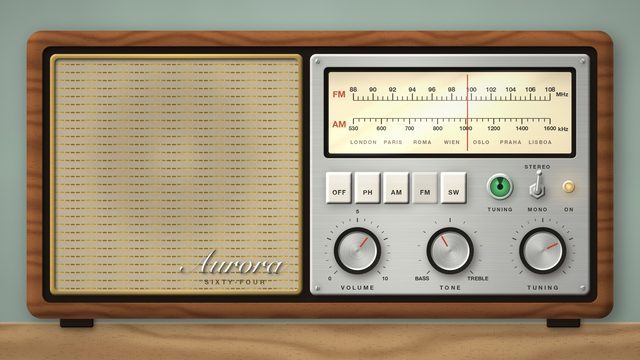 Aurora
SIXTY FOUR
FM 88 90 92 94 96 98 100 102 104 106 108 MHz
AM 530 600 700 800 1000 1200 1400 1600 kHz
LONDON PARIS ROMA WIEN OSLO PRAHA LISBOA
OFF PH AM FM SW
STEREO
TUNING MONO ON
5
0 10 BASS TREBLE
VOLUME TONE TUNING